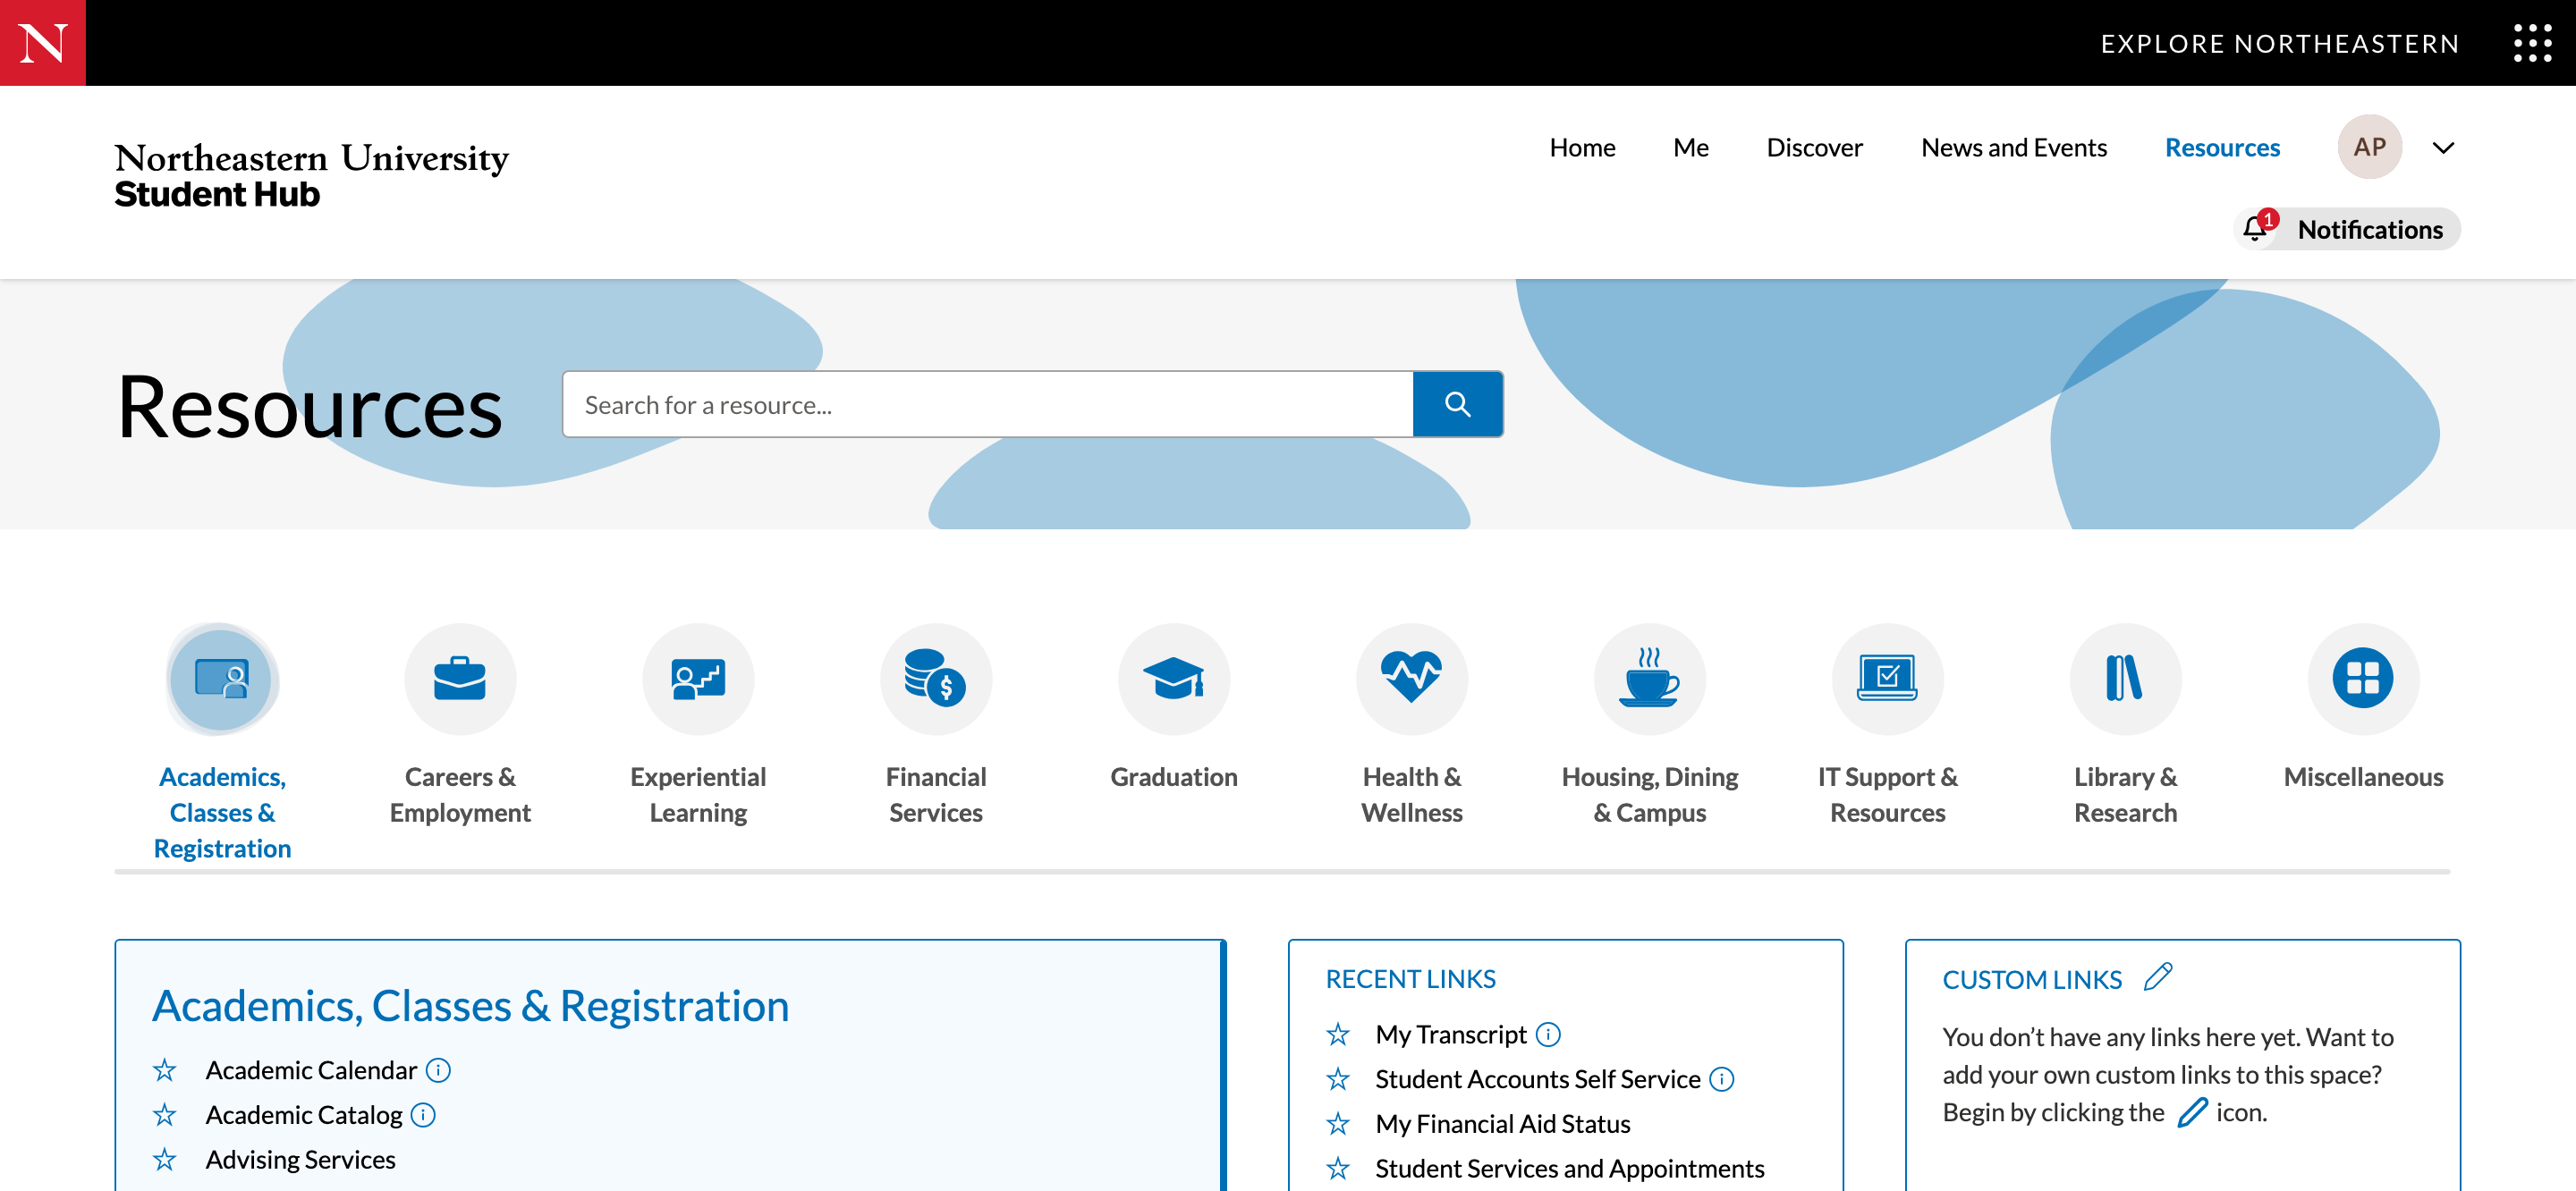 N
EXPLORE NORTHEASTERN
Northeastern University
Student Hub
Home
Me
Discover
News and Events
Resources
AP
1
Notifications
Resources
Search for a resource...
$
Academics,
Classes &
Registration
Careers &
Employment
Experiential
Learning
Financial
Services
Graduation
Health &
Wellness
Housing, Dining
& Campus
IT Support &
Resources
Library &
Research
Miscellaneous
Academics, Classes & Registration
Academic Calendar
Academic Catalog
Advising Services
RECENT LINKS
My Transcript
Student Accounts Self Service
My Financial Aid Status
Student Services and Appointments
CUSTOM LINKS
You don’t have any links here yet. Want to
add your own custom links to this space?
Begin by clicking the icon.